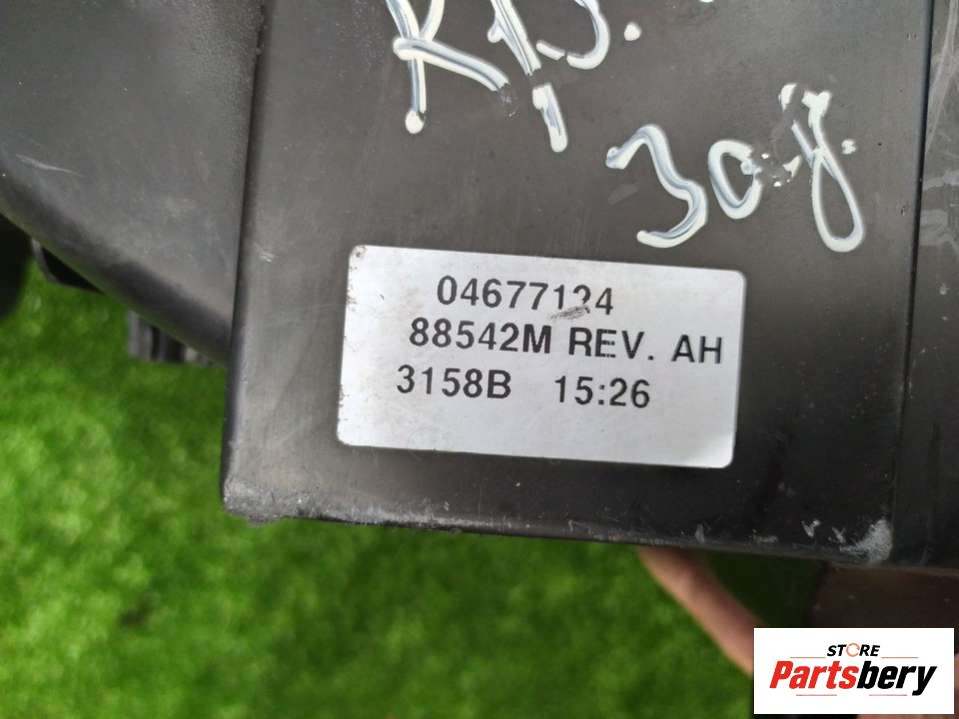 04677124
88542M REV. AH
3158B 15:26
STORE
Partsbery